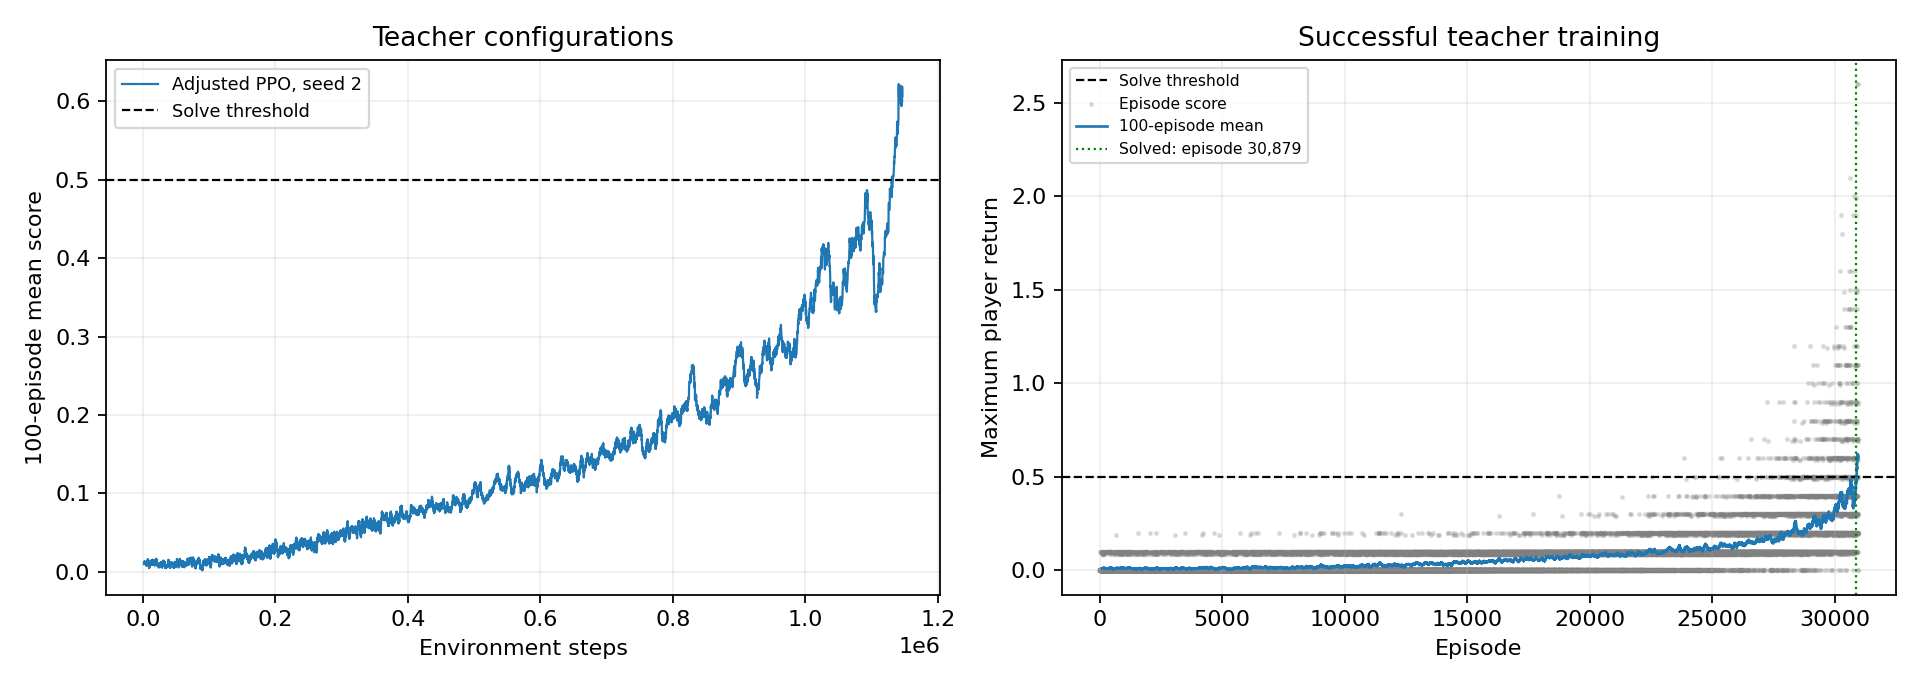 Teacher configurations
Adjusted PPO, seed 2
Solve threshold
100-episode mean score
0.6
0.5
0.4
0.3
0.2
0.1
0.0
0.0 0.2 0.4 0.6 0.8 1.0 1.2
1e6
Environment steps
Successful teacher training
Solve threshold
Episode score
100-episode mean
Solved: episode 30,879
Maximum player return
2.5
2.0
1.5
1.0
0.5
0.0
0 5000 10000 15000 20000 25000 30000
Episode